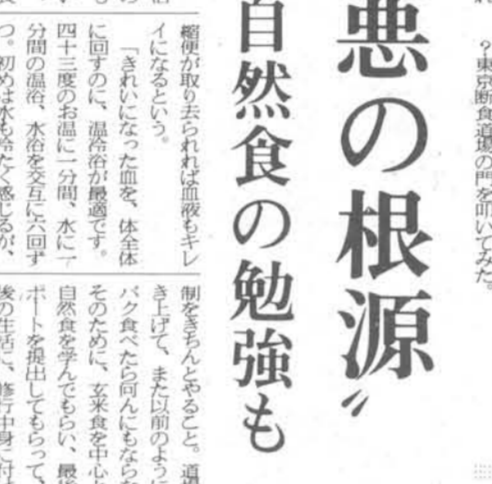 ？東京断食道場の門を叩いてみた。
悪の根源〟
自然食の勉強も
縮便が取り去られれば血液もキレ
イになるという。
「きれいになった血を、体全体
に回すのに、温冷浴が最適です。
四十三度のお温に一分間、水に一
分間の温浴、水浴を交互に六回ず
つ。初めは水も冷たく感じるが、
制をきちんとやること。道場
き上げて、また以前のように
パク食べたら何んにもならな
そのために、玄米食を中心と
自然食を学んでもらい、最後
ポートを提出してもらって、
後の生活に、修行中身に付け